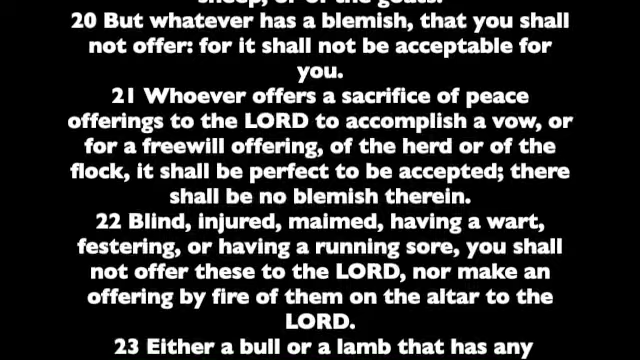 sheep, or of the goats.
20 But whatever has a blemish, that you shall
not offer: for it shall not be acceptable for
you.
21 Whoever offers a sacrifice of peace
offerings to the LORD to accomplish a vow, or
for a freewill offering, of the herd or of the
flock, it shall be perfect to be accepted; there
shall be no blemish therein.
22 Blind, injured, maimed, having a wart,
festering, or having a running sore, you shall
not offer these to the LORD, nor make an
offering by fire of them on the altar to the
LORD.
23 Either a bull or a lamb that has any